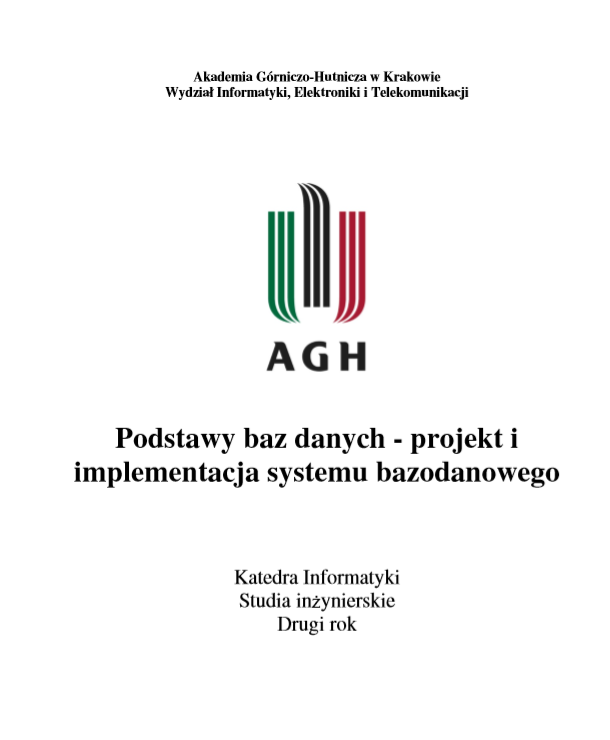 Akademia Górniczo-Hutnicza w Krakowie
Wydział Informatyki, Elektroniki i Telekomunikacji
AGH
Podstawy baz danych - projekt i
implementacja systemu bazodanowego
Katedra Informatyki
Studia inżynierskie
Drugi rok